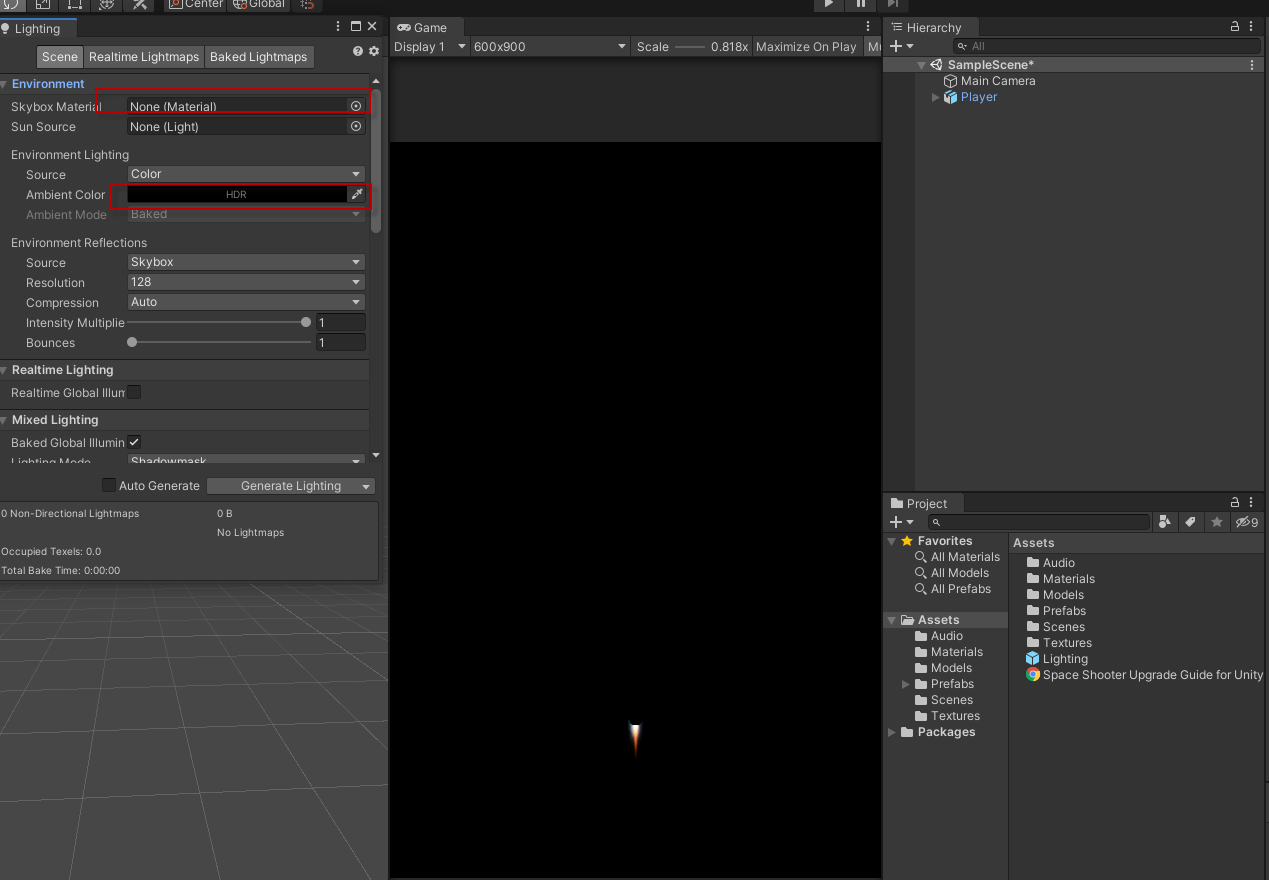 Center
Global
Lighting
Scene
Realtime Lightmaps
Baked Lightmaps
Environment
Skybox Material
None (Material)
Sun Source
None (Light)
Environment Lighting
Source
Color
Ambient Color
HDR
Ambient Mode
Baked
Environment Reflections
Source
Skybox
Resolution
128
Compression
Auto
Intensity Multiplie
1
Bounces
1
Realtime Lighting
Realtime Global Illum
Mixed Lighting
Baked Global Illumin
Lighting Mode
Shadowmask
Auto Generate
Generate Lighting
0 Non-Directional Lightmaps
0 B
No Lightmaps
Occupied Texels: 0.0
Total Bake Time: 0:00:00
Game
Display 1
600x900
Scale
0.818x
Maximize On Play
Mu
Hierarchy
All
SampleScene*
Main Camera
Player
Project
9
Favorites
All Materials
All Models
All Prefabs
Assets
Audio
Materials
Models
Prefabs
Scenes
Textures
Packages
Assets
Audio
Materials
Models
Prefabs
Scenes
Textures
Lighting
Space Shooter Upgrade Guide for Unity